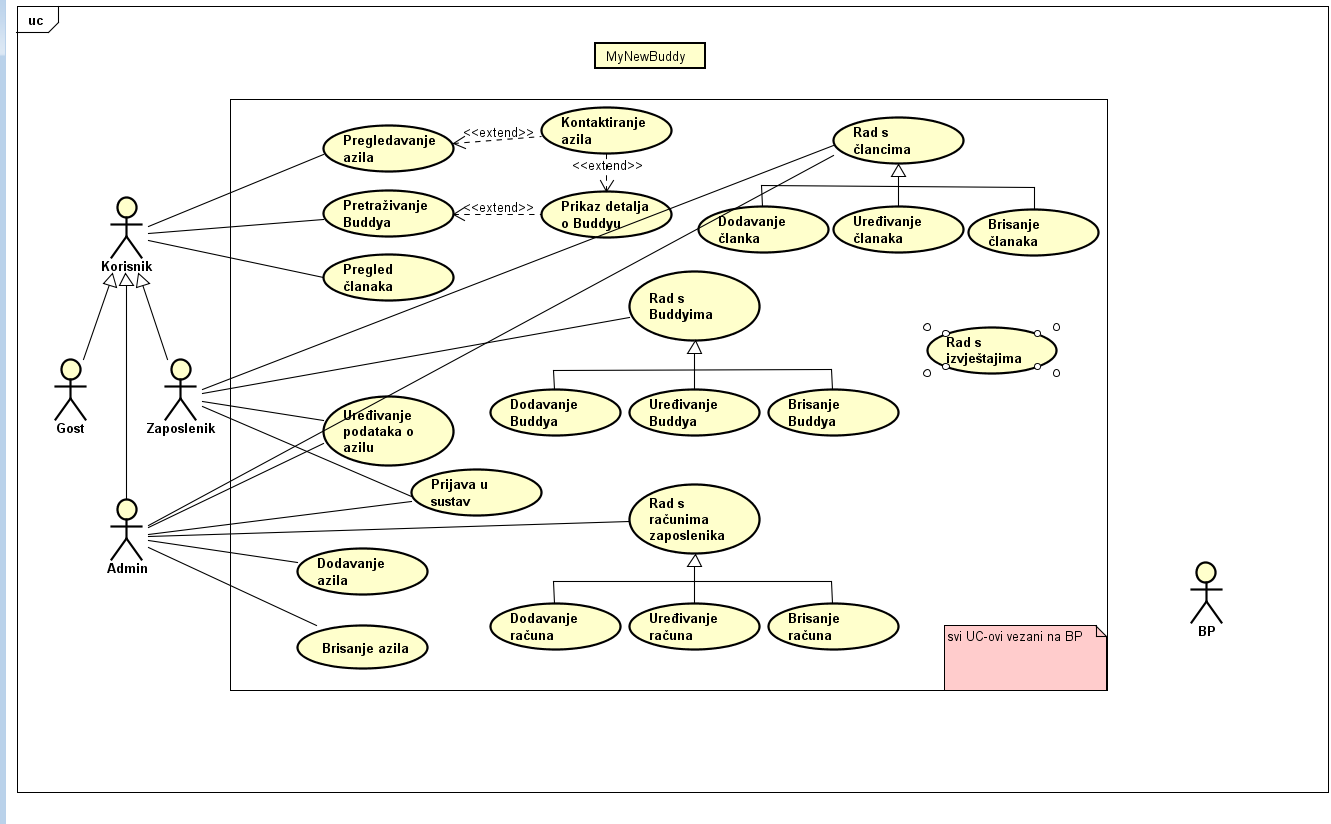 uc
MyNewBuddy
Pregledavanje
azila
<<extend>>
Kontaktiranje
azila
<<extend>>
Rad s
člancima
Pretraživanje
Buddya
<<extend>>
Prikaz detalja
o Buddyu
Dodavanje
članka
Uređivanje
članaka
Brisanje
članaka
Korisnik
Pregled
članaka
Rad s
Buddyima
Rad s
izvještajima
Gost
Zaposlenik
Dodavanje
Buddya
Uređivanje
Buddya
Brisanje
Buddya
Uređivanje
podataka o
azilu
Prijava u
sustav
Rad s
računima
zaposlenika
Admin
Dodavanje
azila
Brisanje azila
Dodavanje
računa
Uređivanje
računa
Brisanje
računa
svi UC-ovi vezani na BP
BP